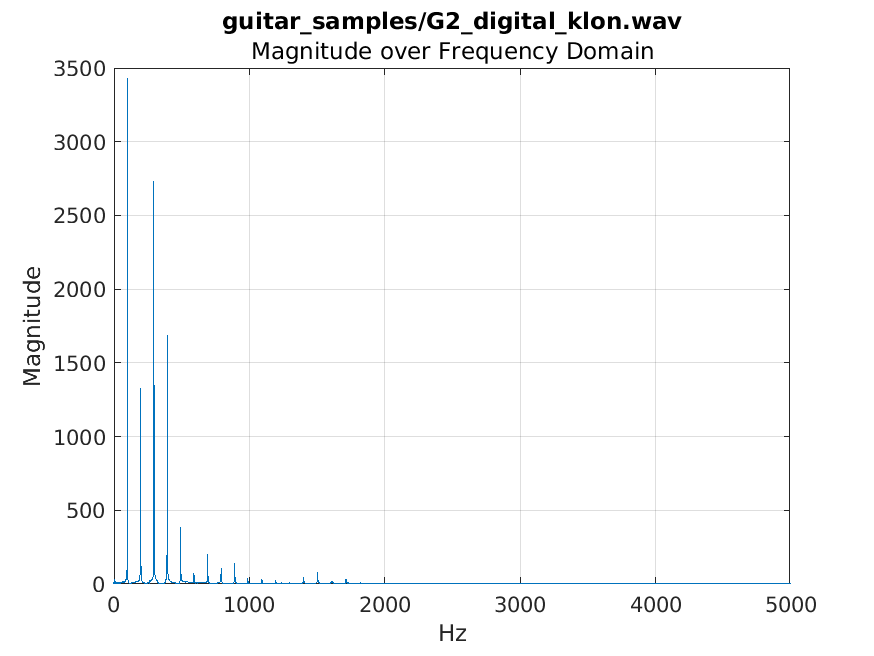 guitar_samples/G2_digital_klon.wav
Magnitude over Frequency Domain
3500
3000
2500
2000
1500
1000
500
0
Magnitude
0 1000 2000 3000 4000 5000
Hz